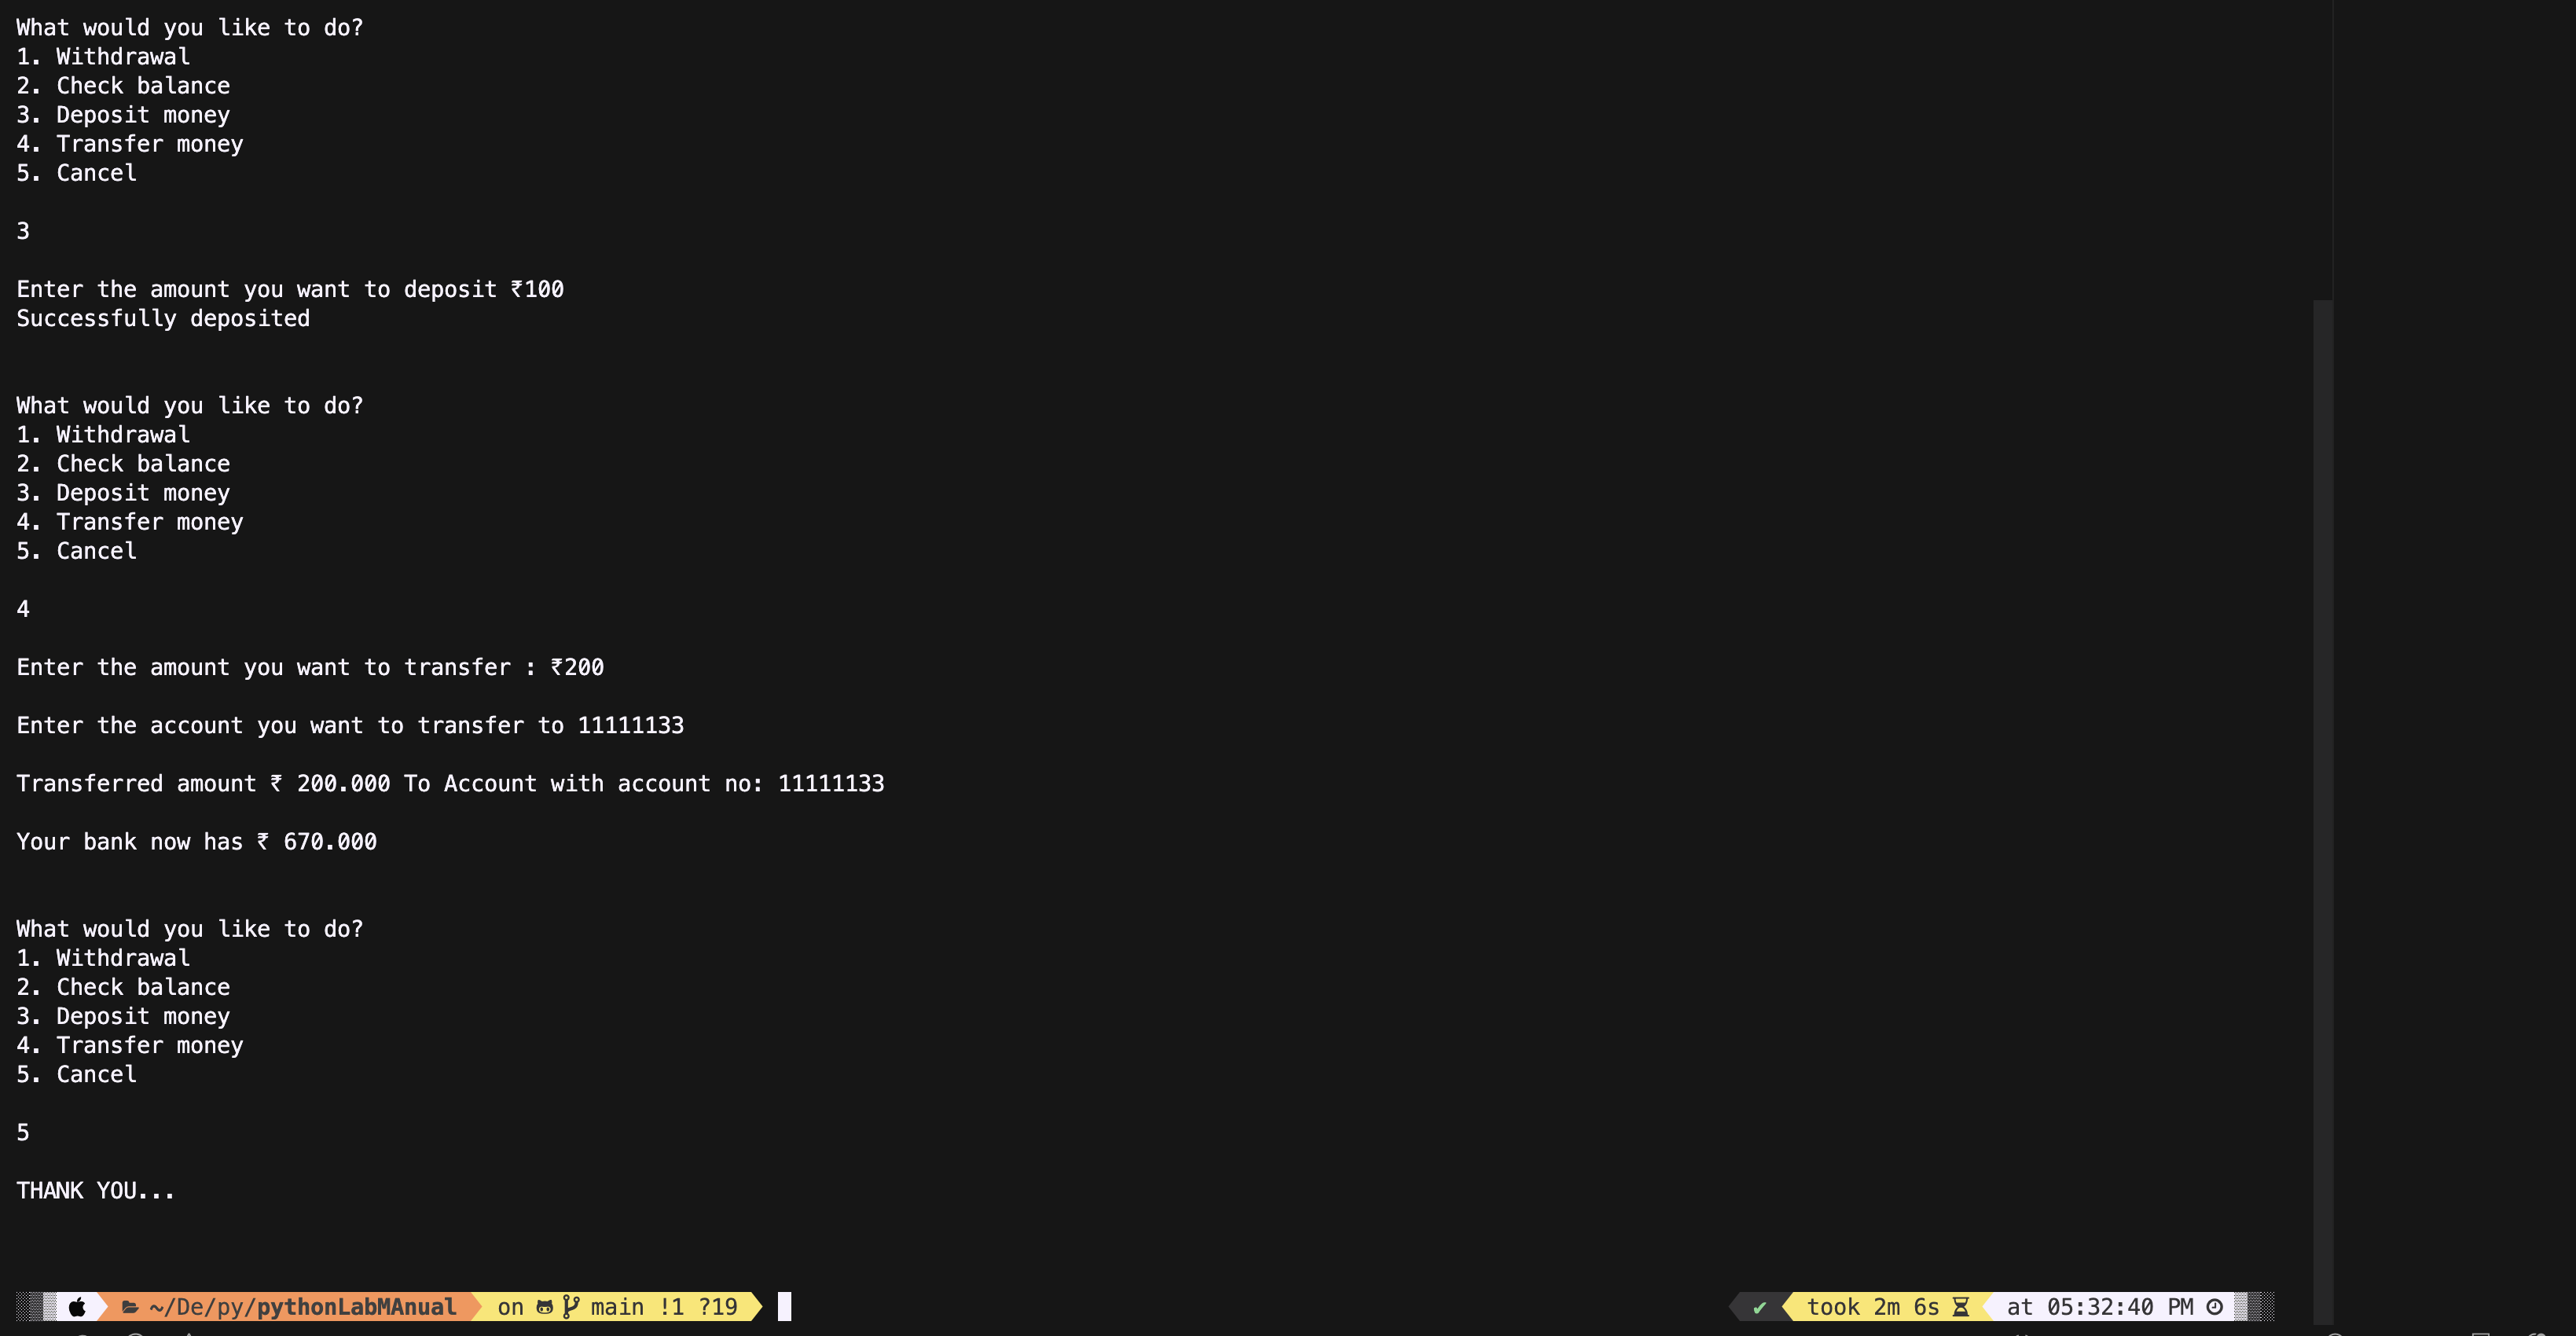 What would you like to do?
1. Withdrawal
2. Check balance
3. Deposit money
4. Transfer money
5. Cancel
3
Enter the amount you want to deposit ₹100
Successfully deposited
What would you like to do?
1. Withdrawal
2. Check balance
3. Deposit money
4. Transfer money
5. Cancel
4
Enter the amount you want to transfer : ₹200
Enter the account you want to transfer to 11111133
Transferred amount ₹ 200.000 To Account with account no: 11111133
Your bank now has ₹ 670.000
What would you like to do?
1. Withdrawal
2. Check balance
3. Deposit money
4. Transfer money
5. Cancel
5
THANK YOU...
~/De/py/pythonLabMAnual on main !1 ?19 ✔ took 2m 6s at 05:32:40 PM